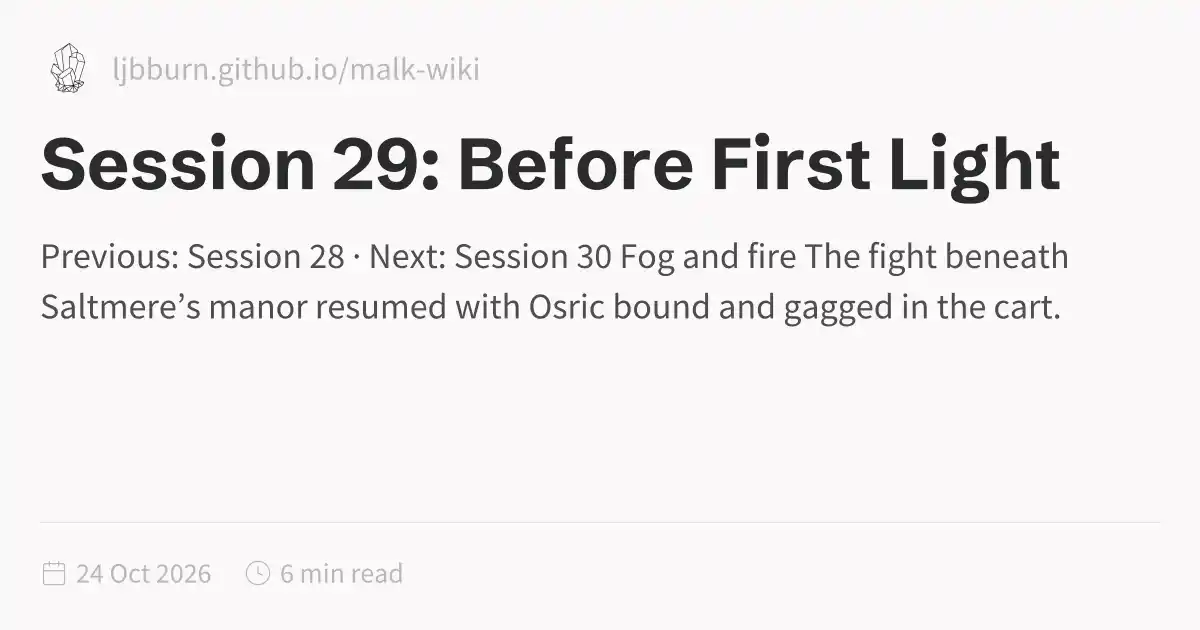 ljbburn.github.io/malk-wiki
Session 29: Before First Light
Previous: Session 28 · Next: Session 30 Fog and fire The fight beneath
Saltmere’s manor resumed with Osric bound and gagged in the cart.
24 Oct 2026 6 min read